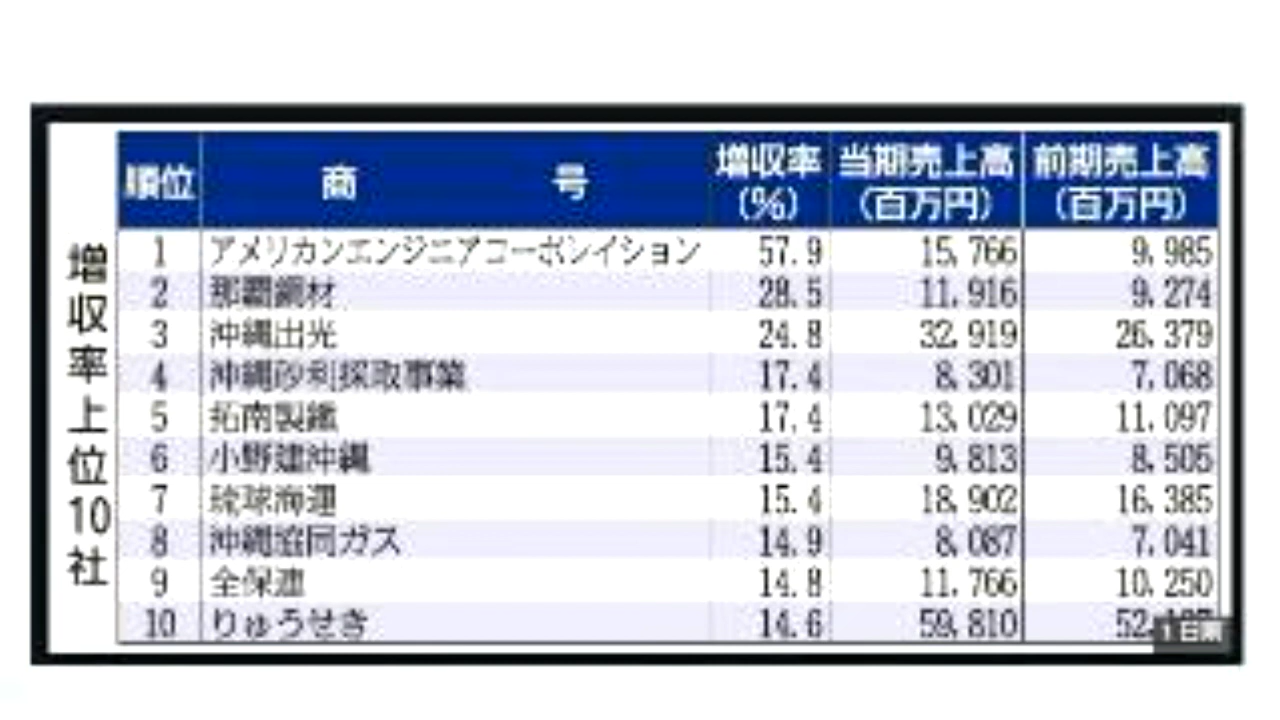 増収率上位10社
順位 商号 増収率(%) 当期売上高(百万円) 前期売上高(百万円)
1 アメリカンエンジニアコーポレイション 57.9 15,766 9,985
2 那覇鋼材 28.5 11,916 9,274
3 沖縄出光 24.8 32,919 26,379
4 沖縄砂利採取事業 17.4 8,301 7,068
5 拓南製鐵 17.4 13,029 11,097
6 小野建沖縄 15.4 9,813 8,505
7 琉球海運 15.4 18,902 16,385
8 沖縄協同ガス 14.9 8,087 7,041
9 全保連 14.8 11,766 10,250
10 りゅうせき 14.6 59,810